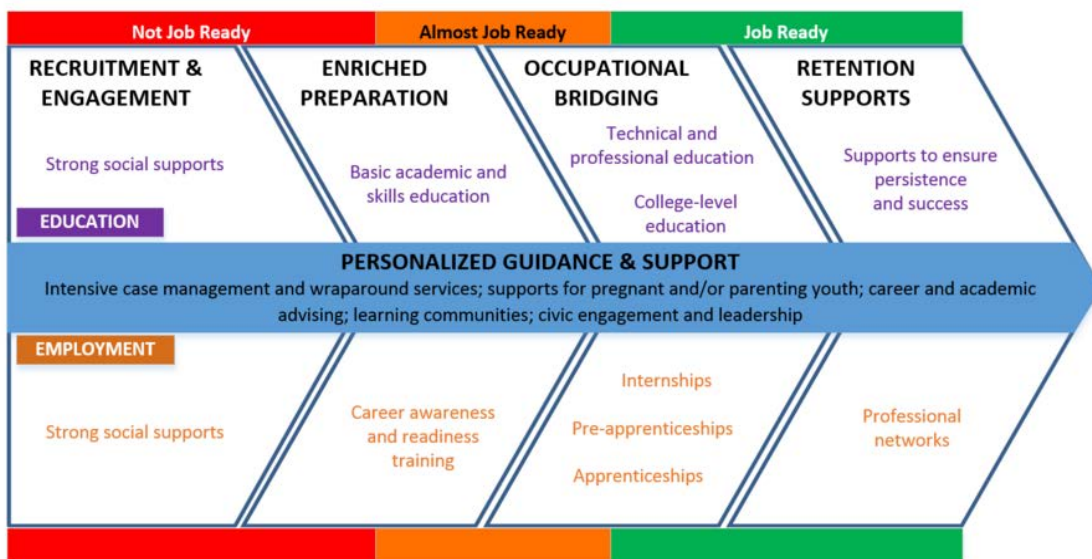 Not Job Ready
Almost Job Ready
Job Ready
RECRUITMENT &
ENGAGEMENT
ENRICHED
PREPARATION
OCCUPATIONAL
BRIDGING
RETENTION
SUPPORTS
Strong social supports
Basic academic and
skills education
Technical and
professional education
College-level
education
Supports to ensure
persistence
and success
EDUCATION
PERSONALIZED GUIDANCE & SUPPORT
Intensive case management and wraparound services; supports for pregnant and/or parenting youth; career and academic
advising; learning communities; civic engagement and leadership
EMPLOYMENT
Strong social supports
Career awareness
and readiness
training
Internships
Pre-apprenticeships
Apprenticeships
Professional
networks